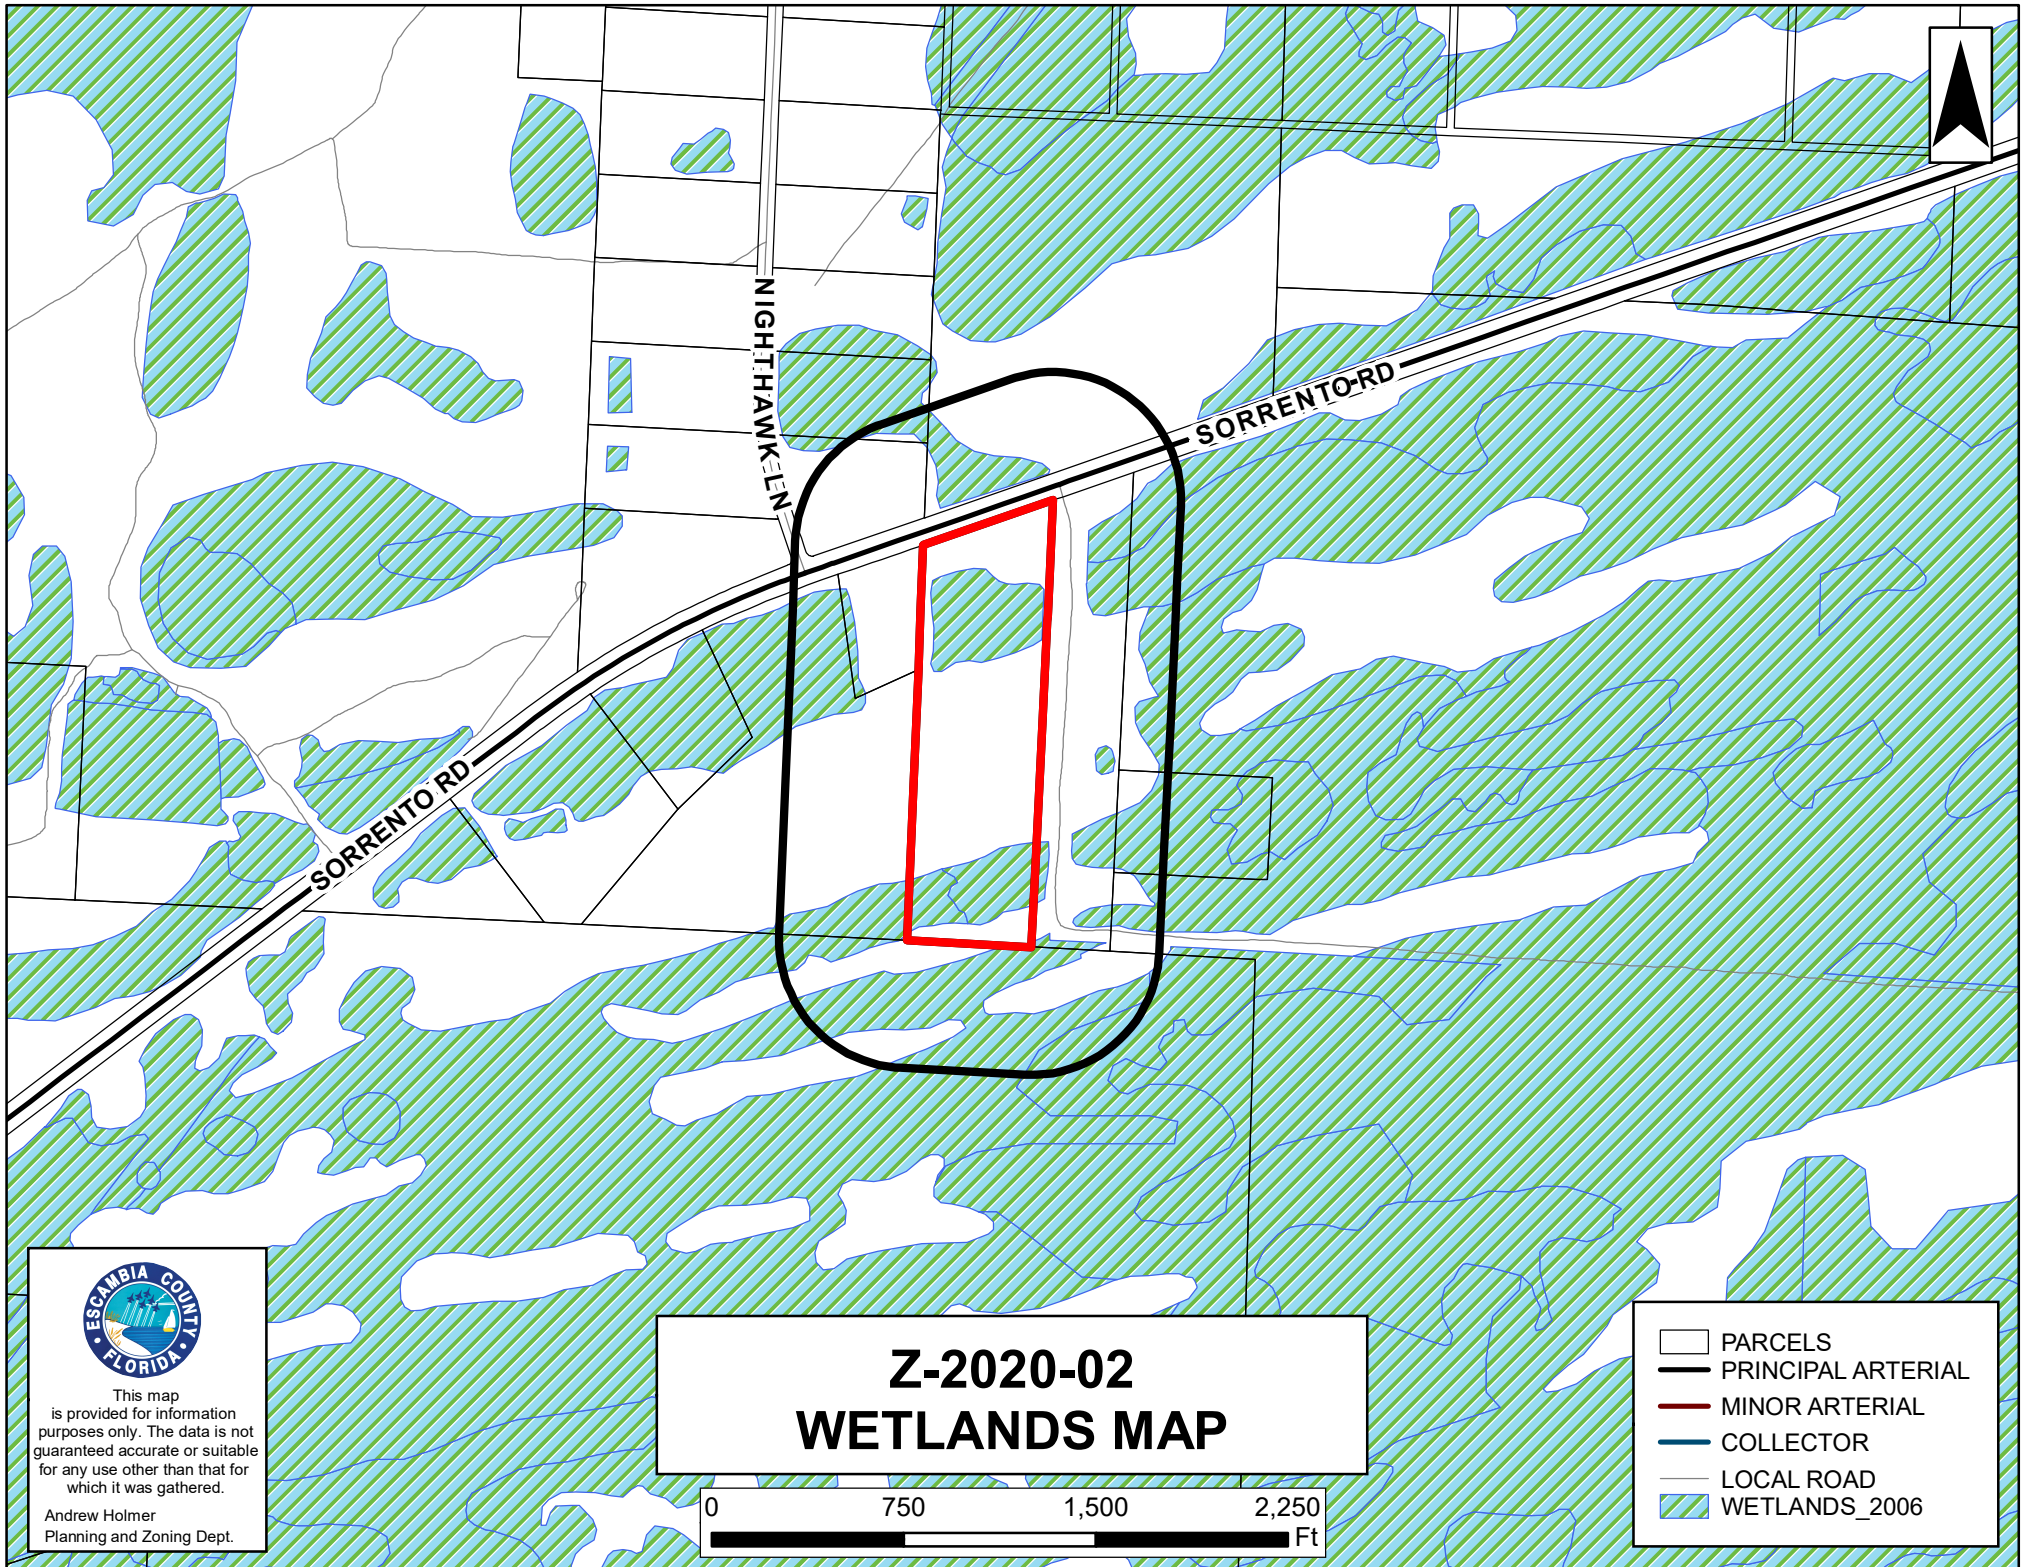 NIGHTHAWK LN
SORRENTO RD
SORRENTO RD
ESCAMBIA COUNTY
FLORIDA
This map
is provided for information
purposes only. The data is not
guaranteed accurate or suitable
for any use other than that for
which it was gathered.
Andrew Holmer
Planning and Zoning Dept.
Z-2020-02
WETLANDS MAP
0 750 1,500 2,250
Ft
PARCELS
PRINCIPAL ARTERIAL
MINOR ARTERIAL
COLLECTOR
LOCAL ROAD
WETLANDS_2006